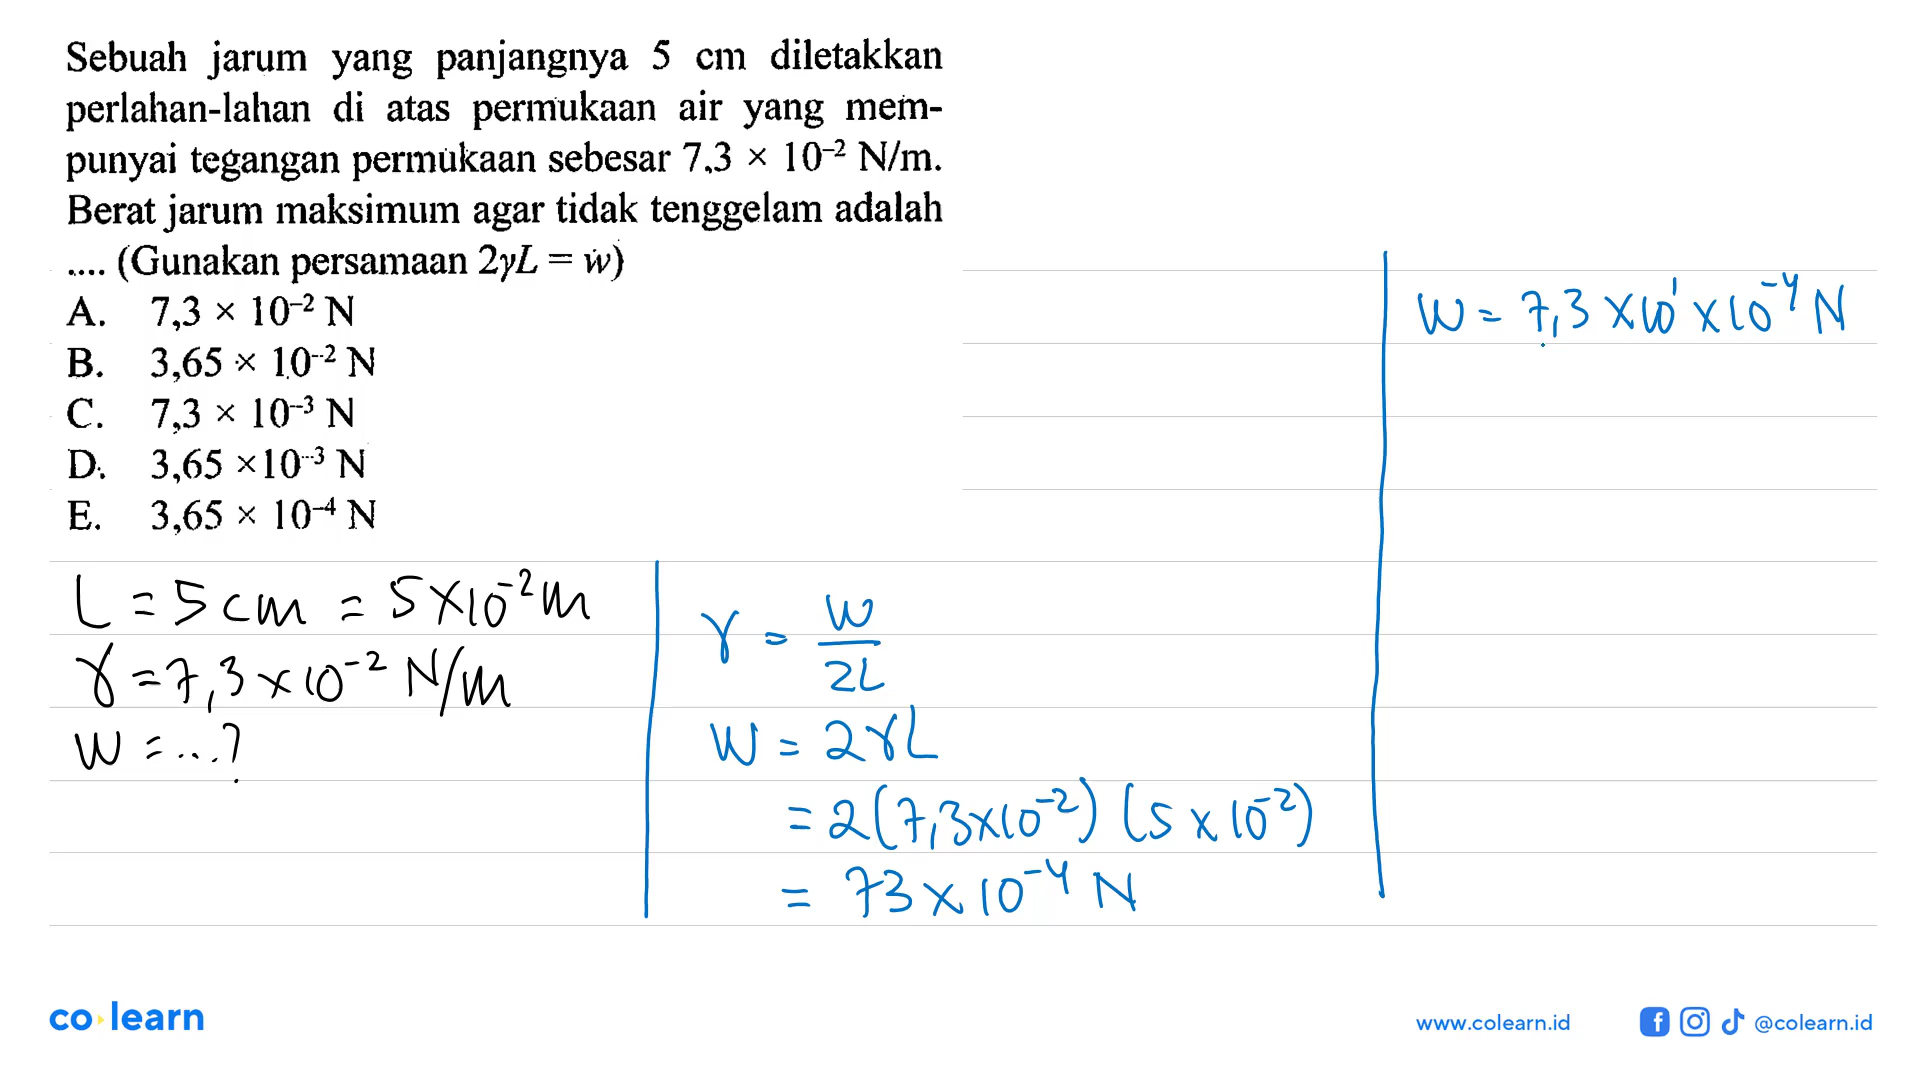 Sebuah jarum yang panjangnya 5 cm diletakkan
perlahan-lahan di atas permukaan air yang mem-
punyai tegangan permukaan sebesar 7,3 × 10⁻² N/m.
Berat jarum maksimum agar tidak tenggelam adalah
.... (Gunakan persamaan 2γL = w)
A. 7,3 × 10⁻² N
B. 3,65 × 10⁻² N
C. 7,3 × 10⁻³ N
D. 3,65 × 10⁻³ N
E. 3,65 × 10⁻⁴ N
L = 5 cm = 5 × 10⁻² m
γ = 7,3 × 10⁻² N/m
w = ...?
γ = w/2L
w = 2γL
= 2(7,3 × 10⁻²) (5 × 10⁻²)
= 73 × 10⁻⁴ N
w = 7,3 × 10¹ × 10⁻⁴ N
co learn
www.colearn.id
@colearn.id